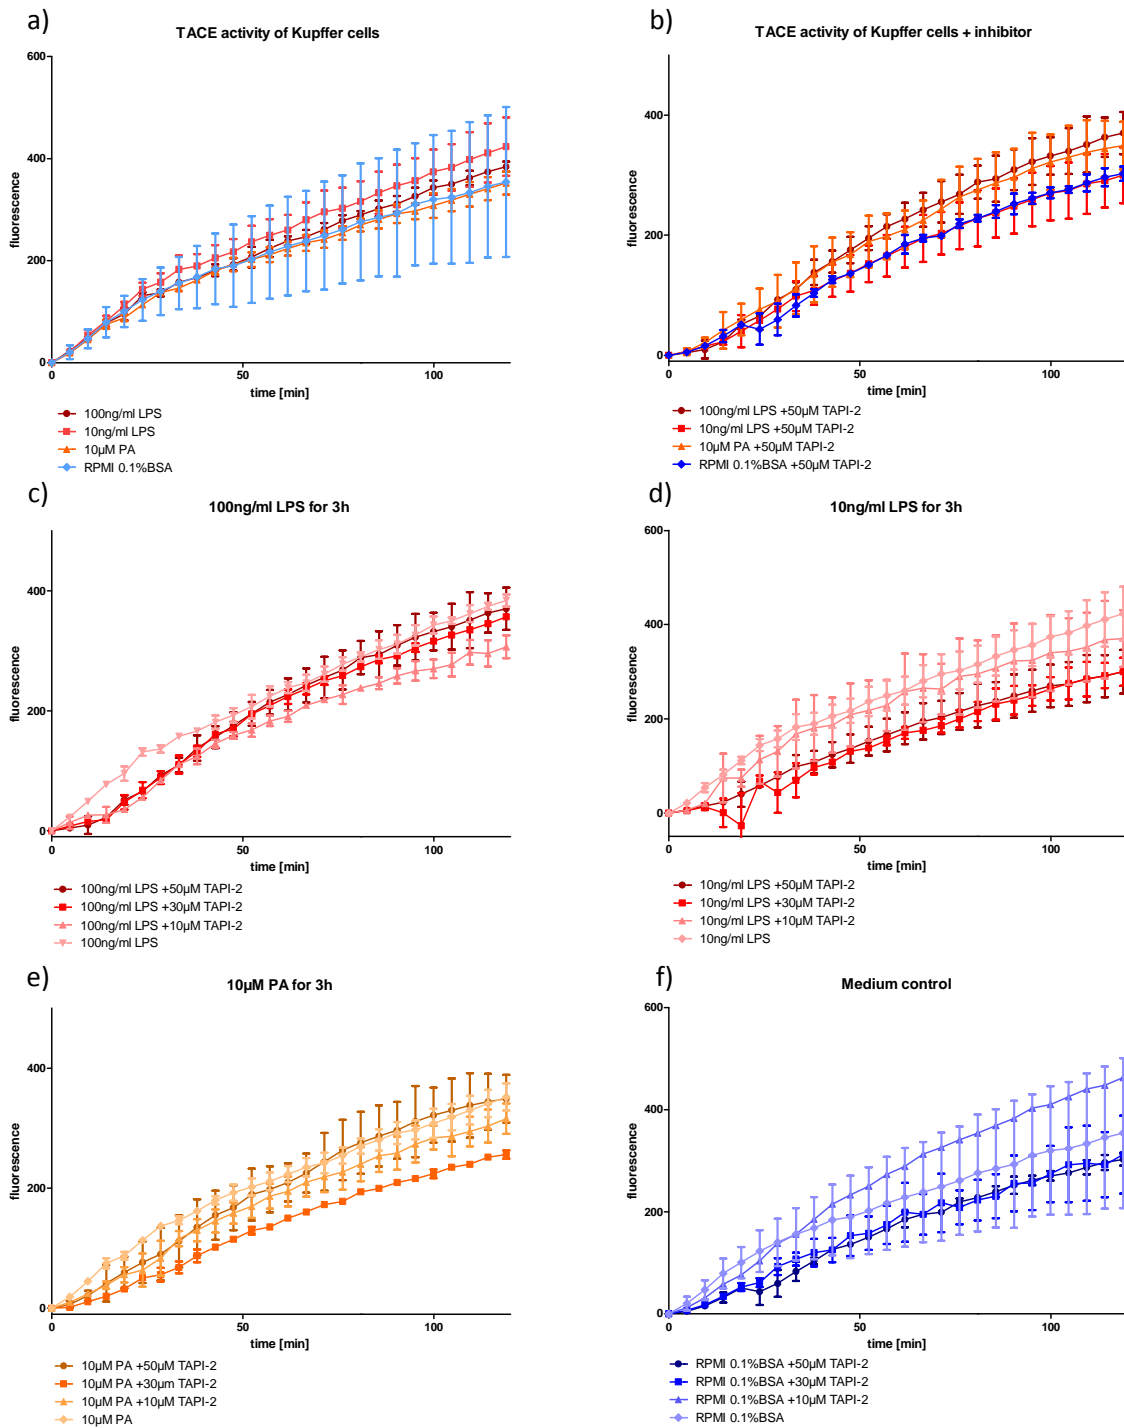 a)
TACE activity of Kupffer cells
600
400
200
0
fluorescence
0 50 100
time [min]
100ng/ml LPS
10ng/ml LPS
10µM PA
RPMI 0.1%BSA
b)
TACE activity of Kupffer cells + inhibitor
400
200
0
fluorescence
0 50 100
time [min]
100ng/ml LPS +50µM TAPI-2
10ng/ml LPS +50µM TAPI-2
10µM PA +50µM TAPI-2
RPMI 0.1%BSA +50µM TAPI-2
c)
100ng/ml LPS for 3h
400
200
0
fluorescence
0 50 100
time [min]
100ng/ml LPS +50µM TAPI-2
100ng/ml LPS +30µM TAPI-2
100ng/ml LPS +10µM TAPI-2
100ng/ml LPS
d)
10ng/ml LPS for 3h
600
400
200
0
fluorescence
0 50 100
time [min]
10ng/ml LPS +50µM TAPI-2
10ng/ml LPS +30µM TAPI-2
10ng/ml LPS +10µM TAPI-2
10ng/ml LPS
e)
10µM PA for 3h
400
200
0
fluorescence
0 50 100
time [min]
10µM PA +50µM TAPI-2
10µM PA +30µm TAPI-2
10µM PA +10µM TAPI-2
10µM PA
f)
Medium control
600
400
200
0
fluorescence
0 50 100
time [min]
RPMI 0.1%BSA +50µM TAPI-2
RPMI 0.1%BSA +30µM TAPI-2
RPMI 0.1%BSA +10µM TAPI-2
RPMI 0.1%BSA